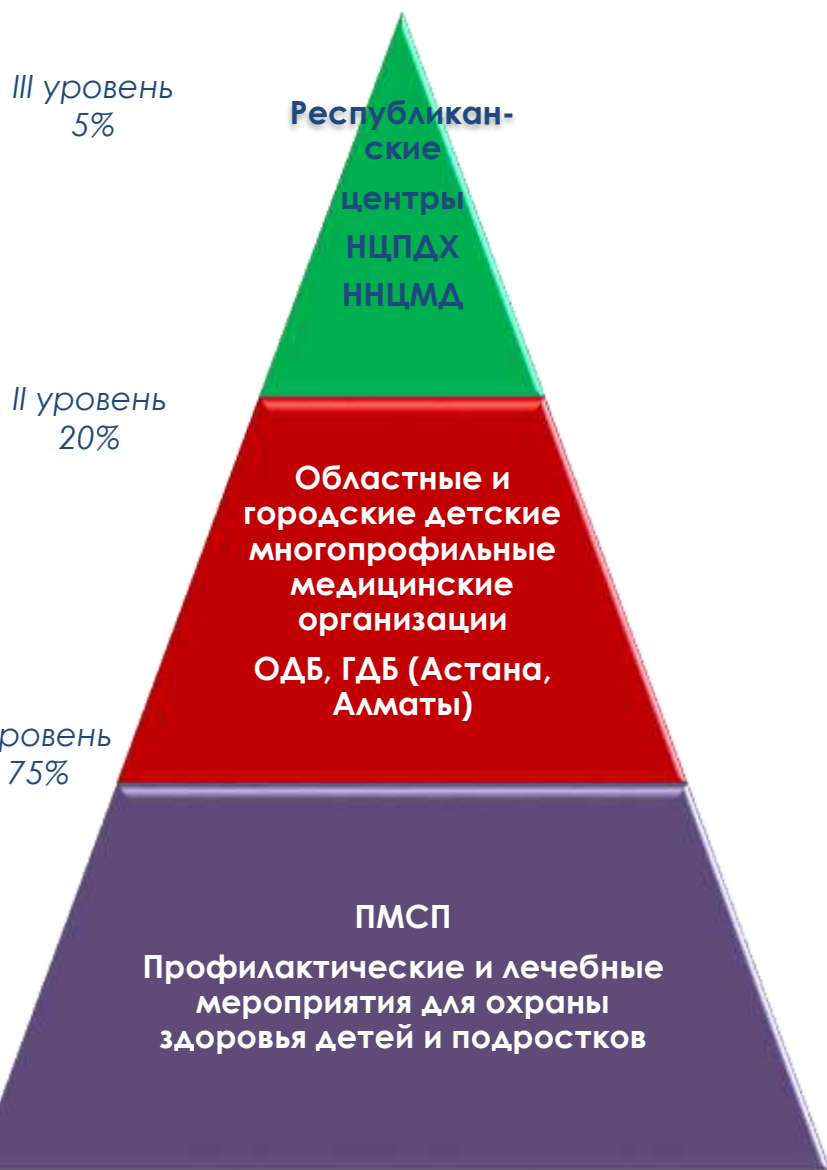 III уровень
5%
Республикан-
ские
центры
НЦПДХ
ННЦМД
II уровень
20%
Областные и
городские детские
многопрофильные
медицинские
организации
ОДБ, ГДБ (Астана,
Алматы)
ровень
75%
ПМСП
Профилактические и лечебные
мероприятия для охраны
здоровья детей и подростков